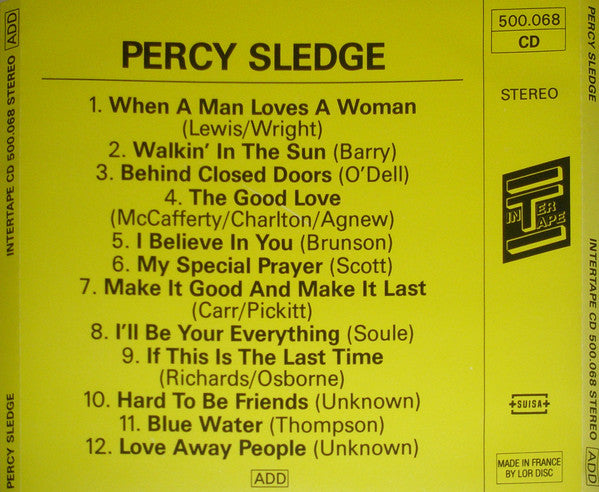 INTERTAPE CD 500.068 STEREO ADD
PERCY SLEDGE
PERCY SLEDGE
1. When A Man Loves A Woman
(Lewis/Wright)
2. Walkin' In The Sun (Barry)
3. Behind Closed Doors (O'Dell)
4. The Good Love
(McCafferty/Charlton/Agnew)
5. I Believe In You (Brunson)
6. My Special Prayer (Scott)
7. Make It Good And Make It Last
(Carr/Pickitt)
8. I'll Be Your Everything (Soule)
9. If This Is The Last Time
(Richards/Osborne)
10. Hard To Be Friends (Unknown)
11. Blue Water (Thompson)
12. Love Away People (Unknown)
ADD
500.068
CD
STEREO
INTER
TAPE
SUISA
MADE IN FRANCE
BY LOR DISC
PERCY SLEDGE
INTERTAPE CD 500.068 STEREO ADD